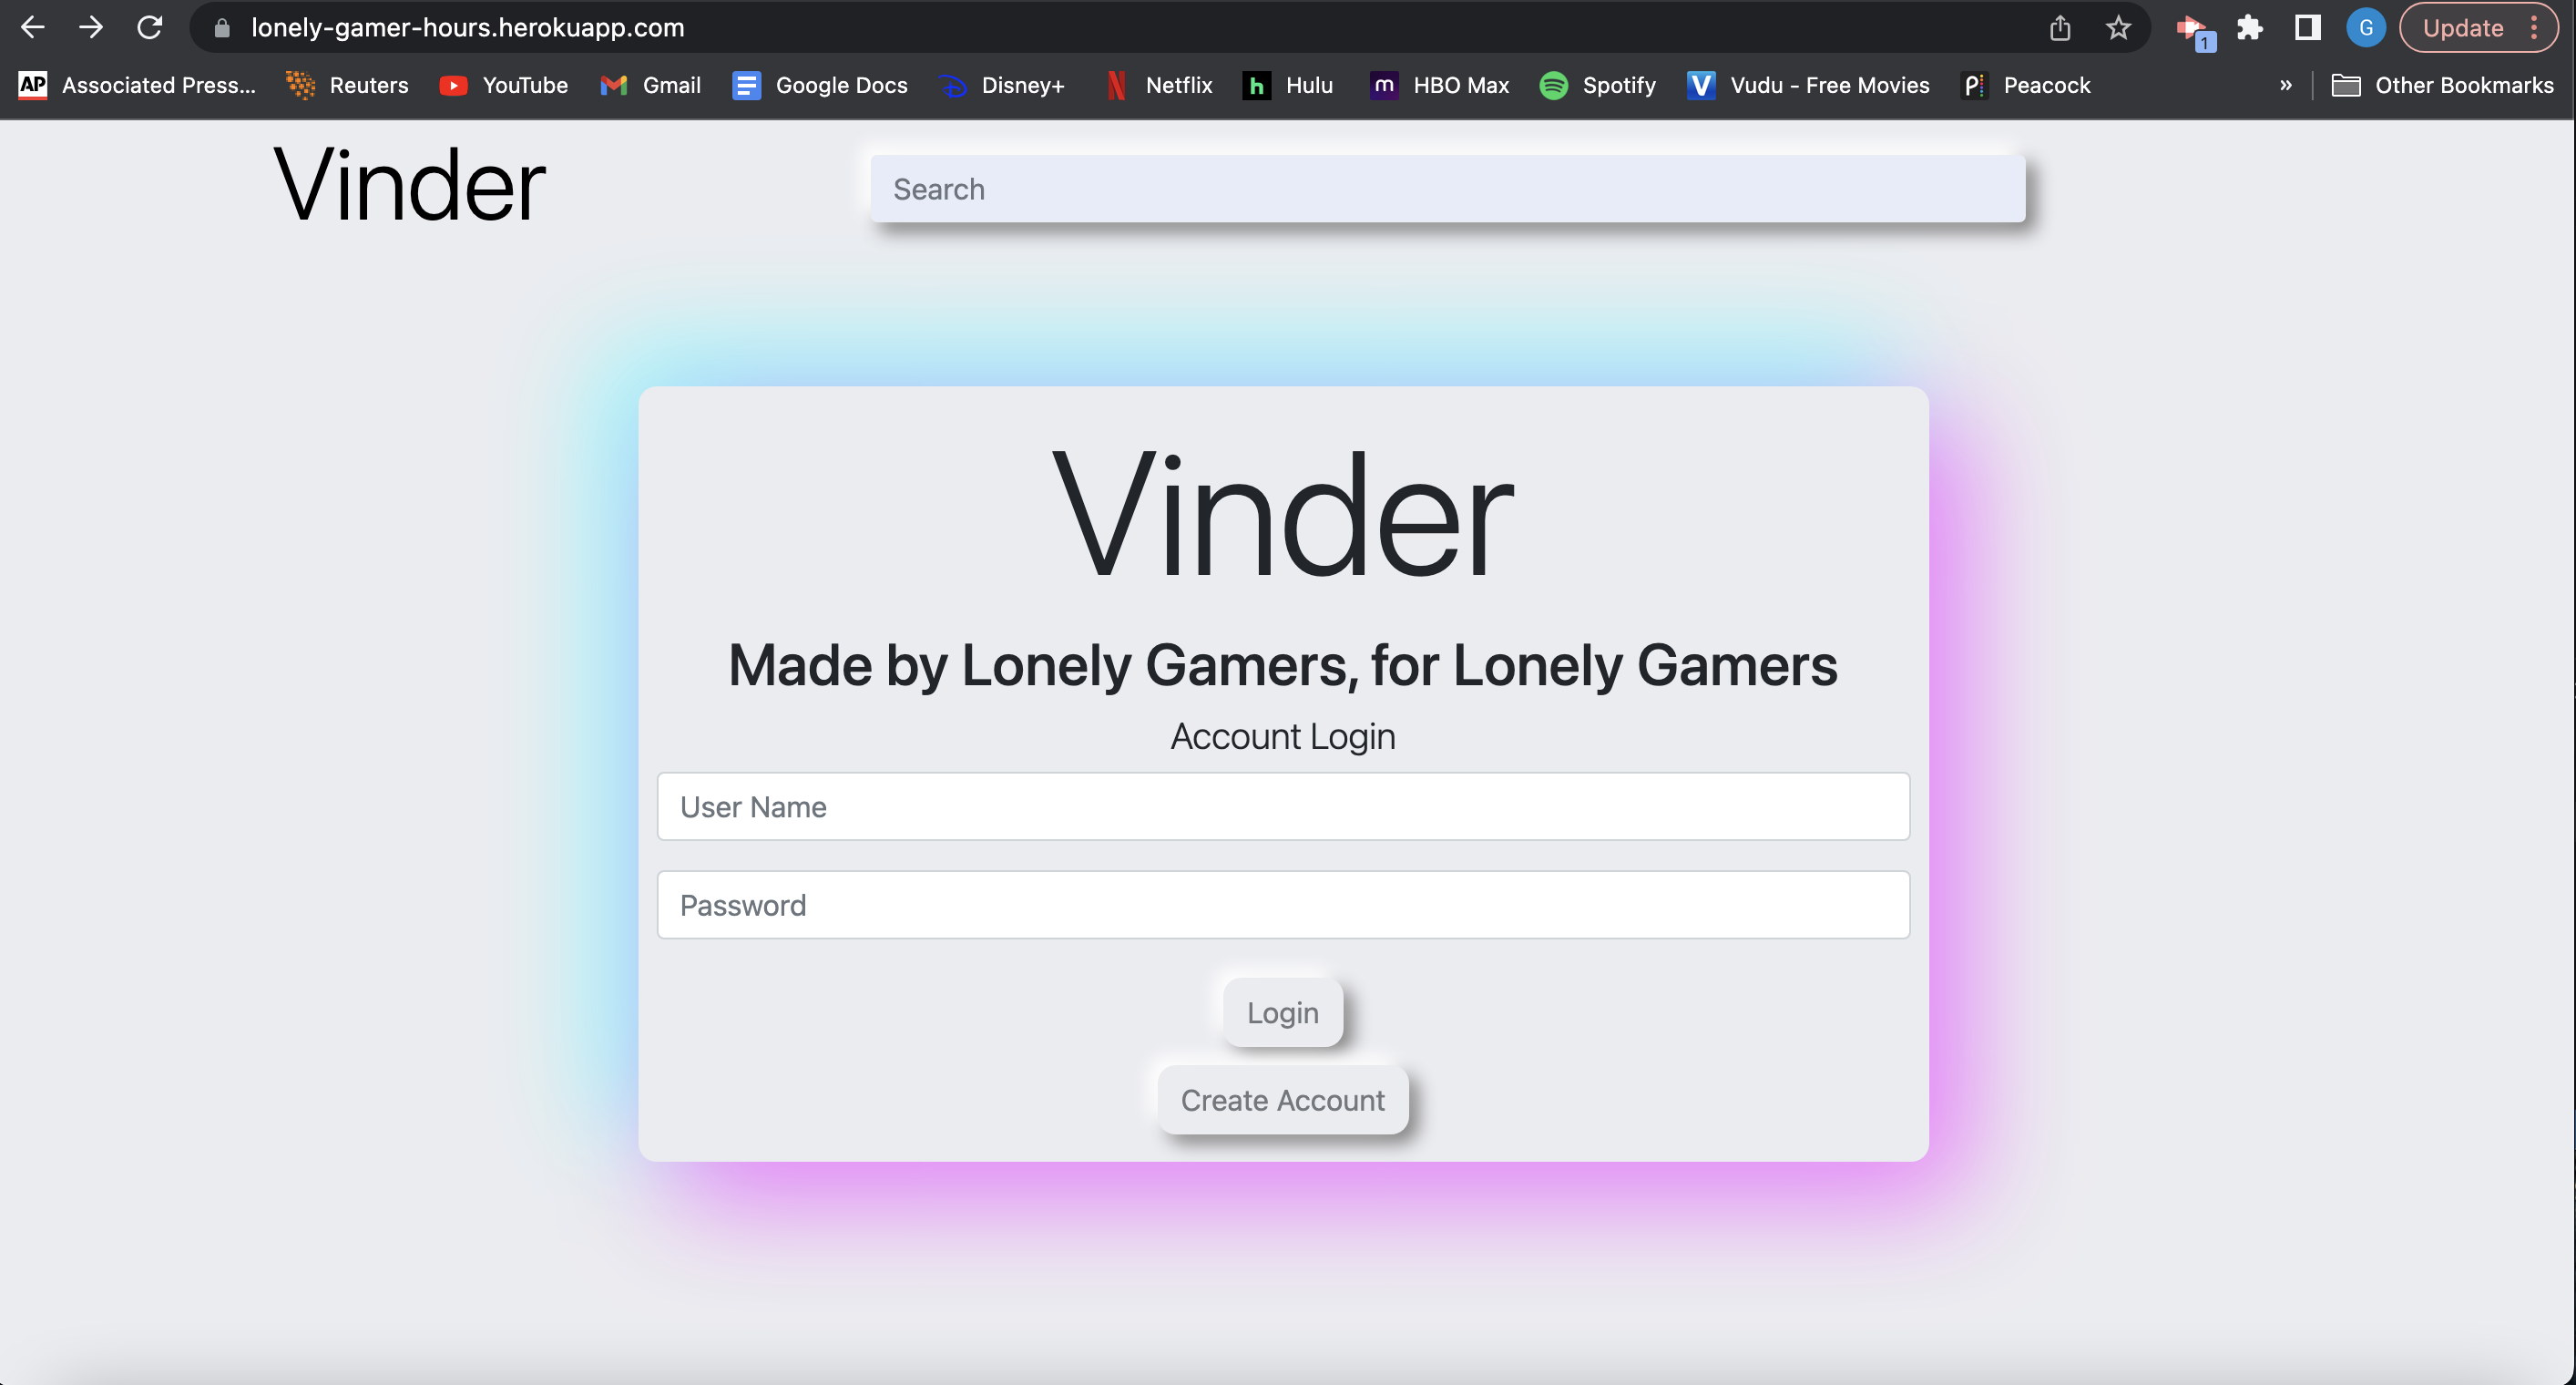 lonely-gamer-hours.herokuapp.com
1
G
Update
AP Associated Press... Reuters YouTube Gmail Google Docs Disney+ Netflix h Hulu m HBO Max Spotify V Vudu - Free Movies P Peacock » Other Bookmarks
Vinder
Search
Vinder
Made by Lonely Gamers, for Lonely Gamers
Account Login
User Name
Password
Login
Create Account